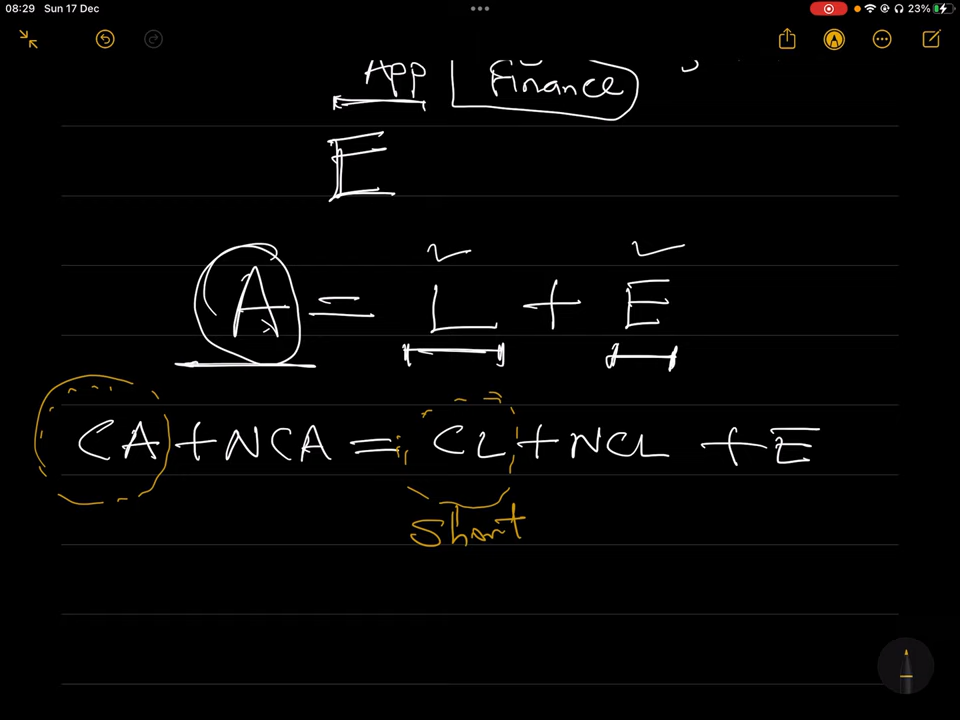 08:29 Sun 17 Dec 23%
App Finance
E
A = L + E
CA + NCA = CL + NCL + E
Short